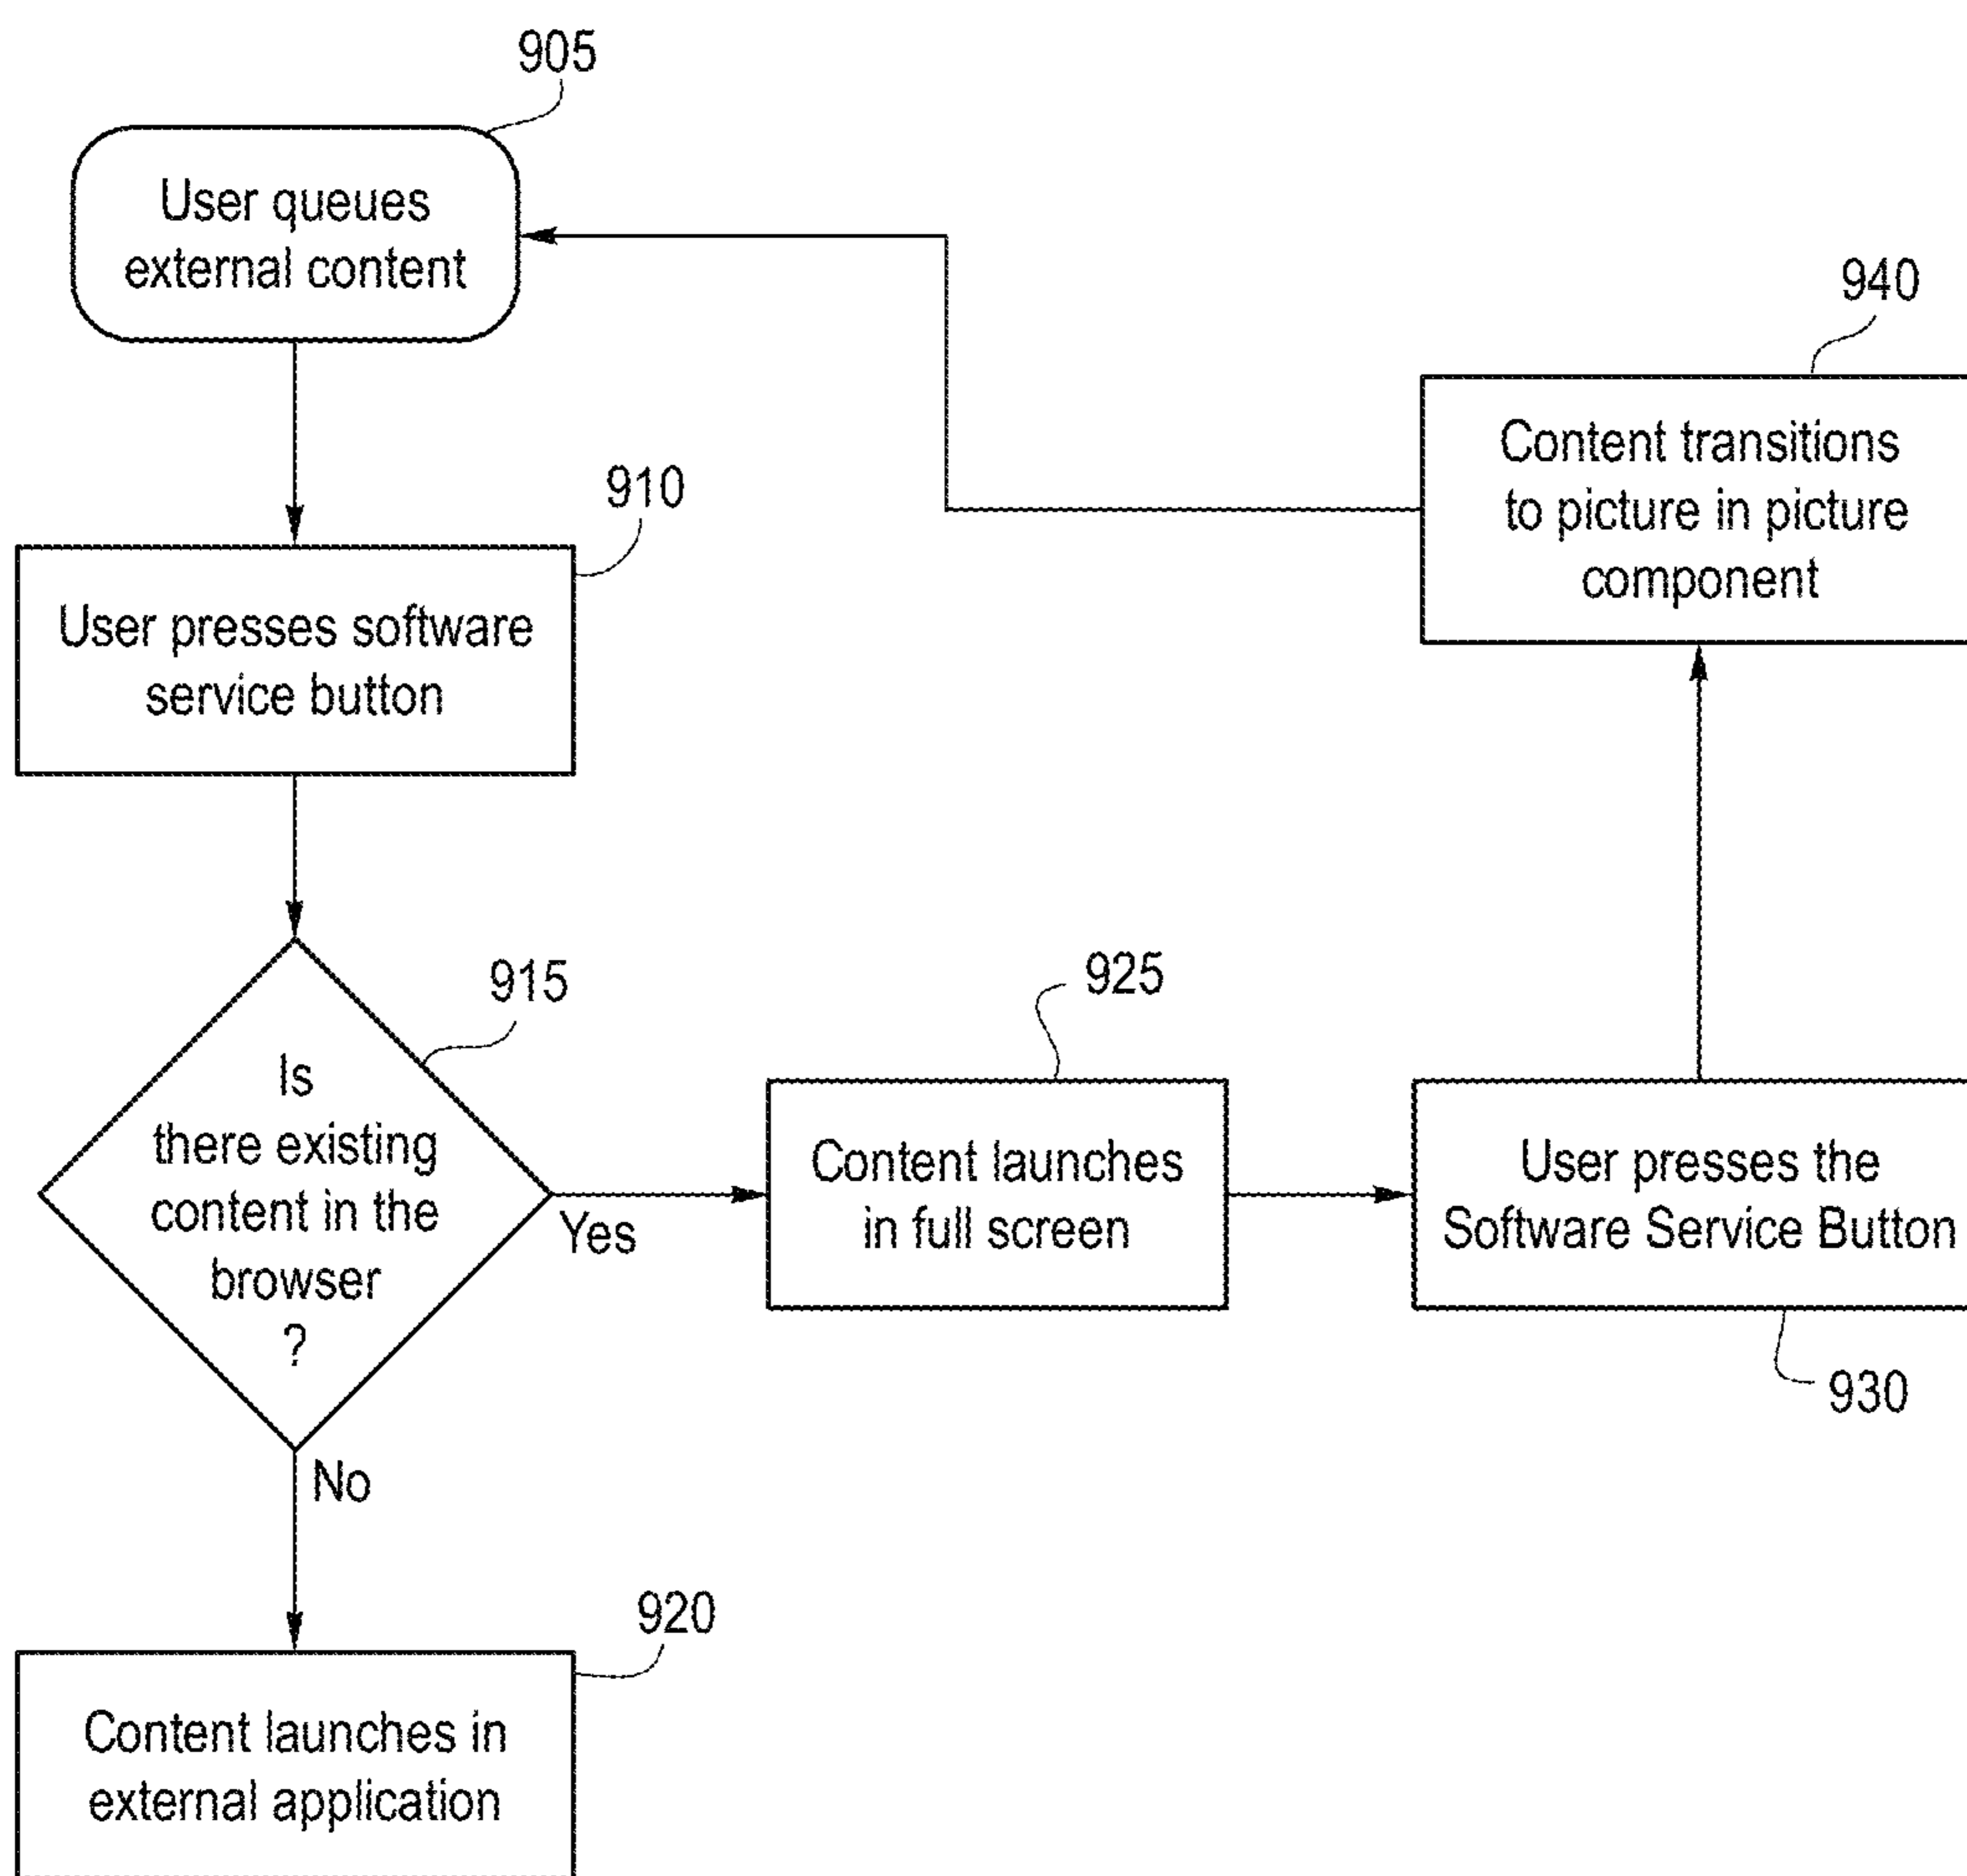 905
User queues
external content
910
User presses software
service button
915
Is
there existing
content in the
browser
?
Yes
No
920
Content launches in
external application
925
Content launches
in full screen
930
User presses the
Software Service Button
940
Content transitions
to picture in picture
component